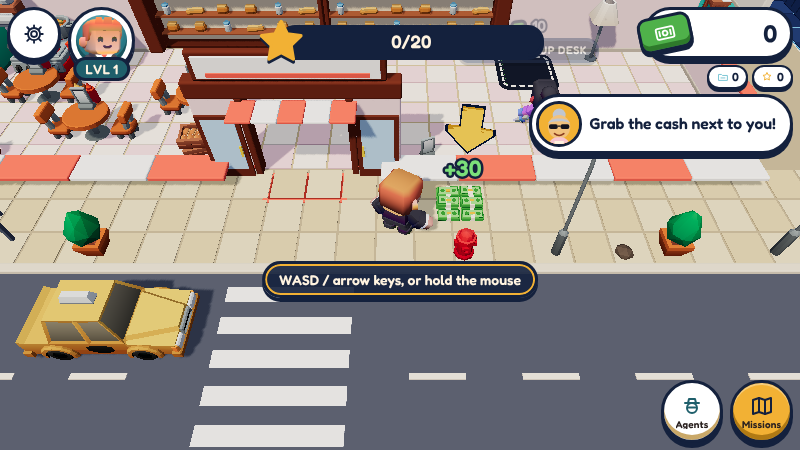 0/20
0
LVL 1
UP DESK
0
0
Grab the cash next to you!
+30
WASD / arrow keys, or hold the mouse
Agents
Missions